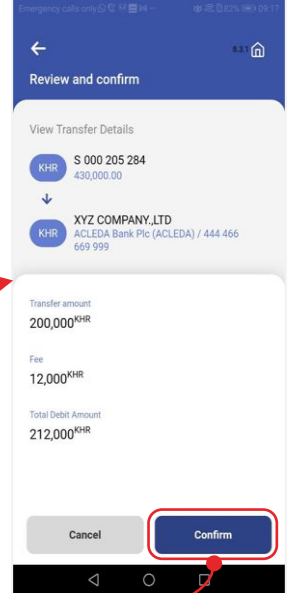 Emergency calls only
82% 09:17
8.3.1
Review and confirm
View Transfer Details
KHR
S 000 205 284
430,000.00
KHR
XYZ COMPANY.,LTD
ACLEDA Bank Plc (ACLEDA) / 444 466
669 999
Transfer amount
200,000KHR
Fee
12,000KHR
Total Debit Amount
212,000KHR
Cancel
Confirm